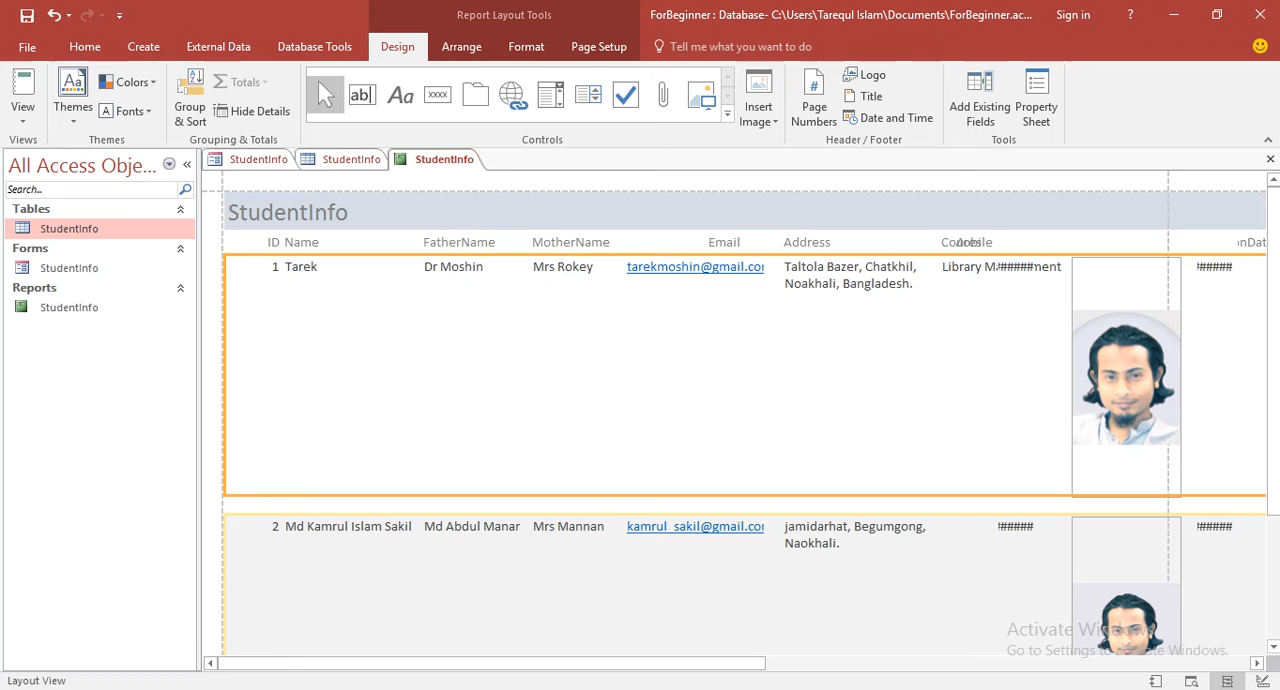 Report Layout Tools
ForBeginner : Database- C:\Users\Tarequl Islam\Documents\ForBeginner.ac...
Sign in
?
File
Home
Create
External Data
Database Tools
Design
Arrange
Format
Page Setup
Tell me what you want to do
View
Themes
Colors
Fonts
Group & Sort
Totals
Hide Details
Insert Image
Page Numbers
Logo
Title
Date and Time
Add Existing Fields
Property Sheet
Views
Themes
Grouping & Totals
Controls
Header / Footer
Tools
All Access Obje...
Search...
Tables
StudentInfo
Forms
StudentInfo
Reports
StudentInfo
StudentInfo
StudentInfo
StudentInfo
StudentInfo
ID Name FatherName MotherName Email Address
1 Tarek Dr Moshin Mrs Rokey tarekmoshin@gmail.co Taltola Bazer, Chatkhil, Library ######
Noakhali, Bangladesh.
2 Md Kamrul Islam Sakil Md Abdul Manar Mrs Mannan kamrul_sakil@gmail.co jamidarhat, Begumgong, ###### ######
Naokhali.
Activate Windows
Go to Settings to activate Windows.
Layout View